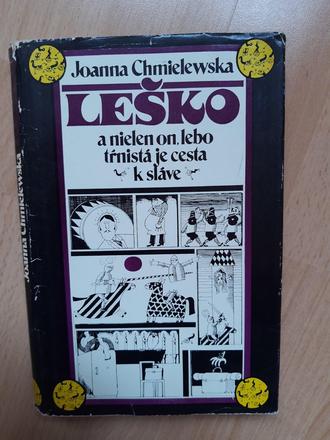 Joanna Chmielewska
LEŠKO
a nielen on, lebo
tŕnistá je cesta
k sláve
Joanna Chmielewska